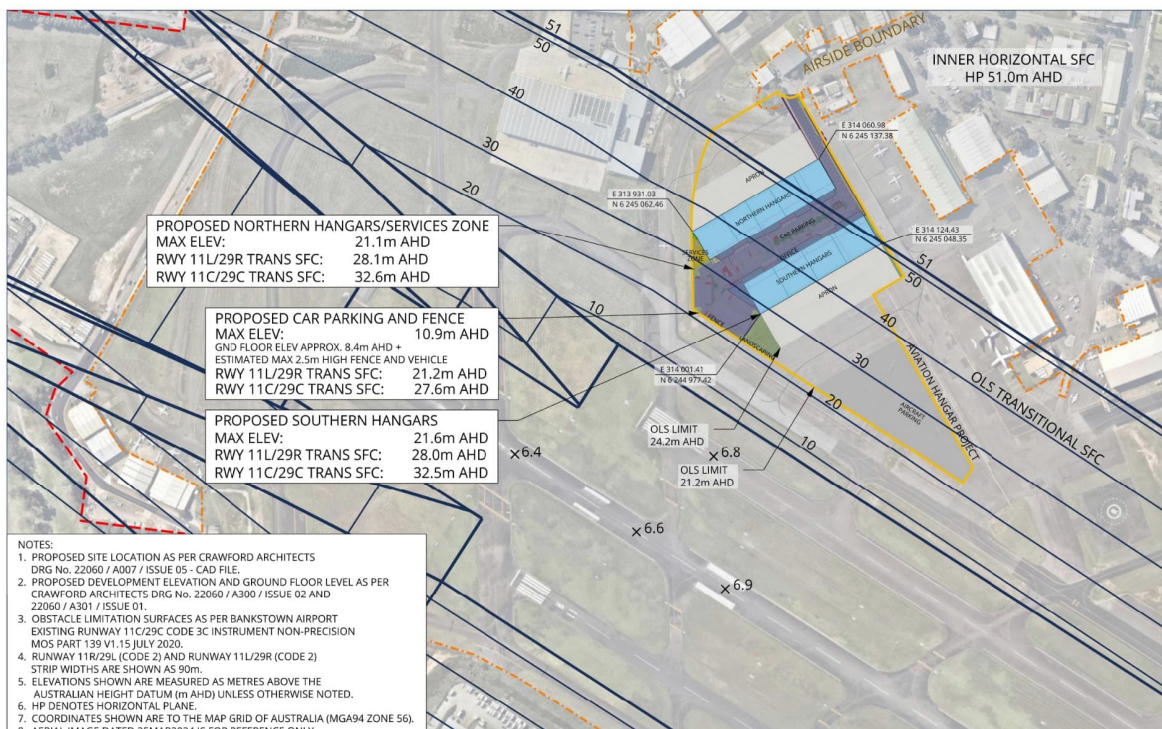 51
50
AIRSIDE BOUNDARY
INNER HORIZONTAL SFC
HP 51.0m AHD
40
30
20
E 314 060.98
N 6 245 137.38
E 313 931.03
N 6 245 062.46
APRON
NORTHERN HANGARS
CAR PARKING
OFFICE
SERVICES
ZONE
SOUTHERN HANGARS
APRON
E 314 124.43
N 6 245 048.35
51
50
40
30
20
10
PROPOSED NORTHERN HANGARS/SERVICES ZONE
MAX ELEV: 21.1m AHD
RWY 11L/29R TRANS SFC: 28.1m AHD
RWY 11C/29C TRANS SFC: 32.6m AHD
10
PROPOSED CAR PARKING AND FENCE
MAX ELEV: 10.9m AHD
GND FLOOR ELEV APPROX. 8.4m AHD +
ESTIMATED MAX 2.5m HIGH FENCE AND VEHICLE
RWY 11L/29R TRANS SFC: 21.2m AHD
RWY 11C/29C TRANS SFC: 27.6m AHD
FENCE
LANDSCAPING
E 314 001.41
N 6 244 977.42
PROPOSED SOUTHERN HANGARS
MAX ELEV: 21.6m AHD
RWY 11L/29R TRANS SFC: 28.0m AHD
RWY 11C/29C TRANS SFC: 32.5m AHD
AIRCRAFT
PARKING
AVIATION HANGAR PROJECT
OLS TRANSITIONAL SFC
OLS LIMIT
24.2m AHD
OLS LIMIT
21.2m AHD
6.4
6.8
6.6
6.9
NOTES:
1. PROPOSED SITE LOCATION AS PER CRAWFORD ARCHITECTS
DRG No. 22060 / A007 / ISSUE 05 - CAD FILE.
2. PROPOSED DEVELOPMENT ELEVATION AND GROUND FLOOR LEVEL AS PER
CRAWFORD ARCHITECTS DRG No. 22060 / A300 / ISSUE 02 AND
22060 / A301 / ISSUE 01.
3. OBSTACLE LIMITATION SURFACES AS PER BANKSTOWN AIRPORT
EXISTING RUNWAY 11C/29C CODE 3C INSTRUMENT NON-PRECISION
MOS PART 139 V1.15 JULY 2020.
4. RUNWAY 11R/29L (CODE 2) AND RUNWAY 11L/29R (CODE 2)
STRIP WIDTHS ARE SHOWN AS 90m.
5. ELEVATIONS SHOWN ARE MEASURED AS METRES ABOVE THE
AUSTRALIAN HEIGHT DATUM (m AHD) UNLESS OTHERWISE NOTED.
6. HP DENOTES HORIZONTAL PLANE.
7. COORDINATES SHOWN ARE TO THE MAP GRID OF AUSTRALIA (MGA94 ZONE 56).